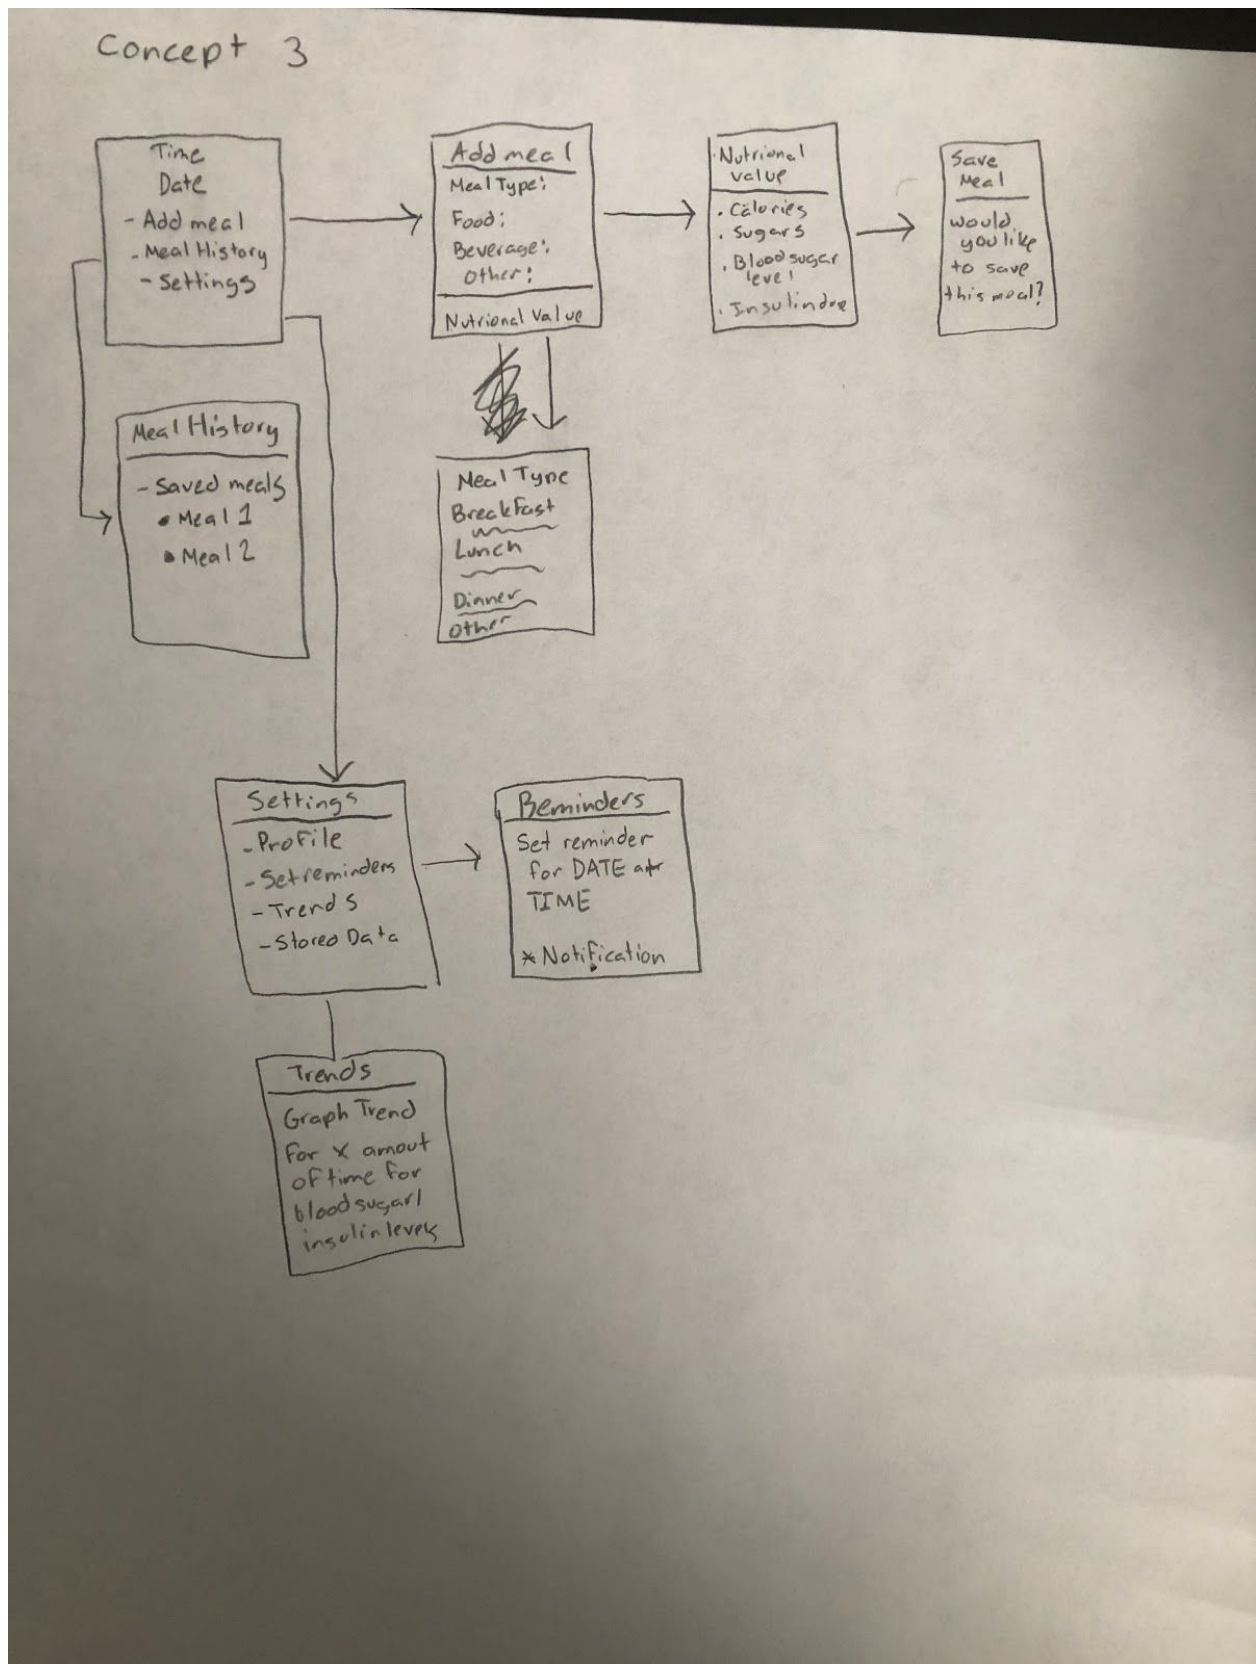 Concept 3
Time
Date
- Add meal
- Meal History
- Settings
Add meal
Meal Type:
Food:
Beverage:
Other:
Nutrional Value
Nutrional
value
• Calories
• Sugars
• Blood sugar
level
• Insulin
Save
Meal
would
you like
to save
this meal?
Meal History
- Saved meals
• Meal 1
• Meal 2
Meal Type
Breakfast
Lunch
Dinner
Other
Settings
- Profile
- Set reminders
- Trends
- Stored Data
Reminders
Set reminder
for DATE
TIME
* Notification
Trends
Graph Trend
for X amout
of time for
blood sugar/
insulin levels